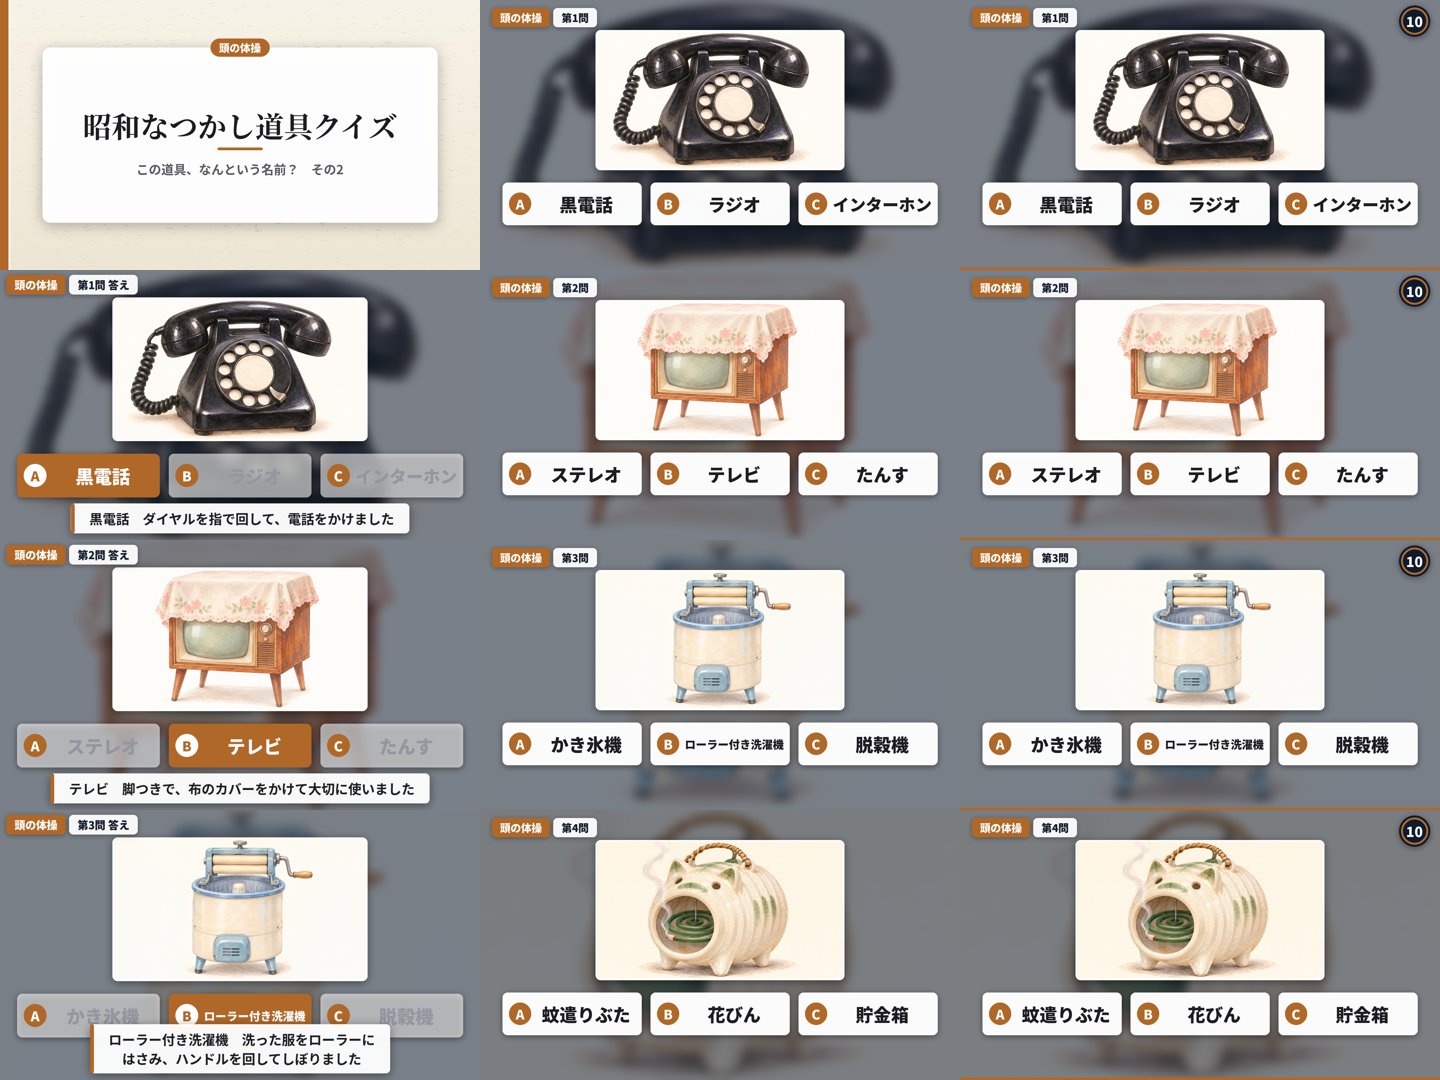 頭の体操
昭和なつかし道具クイズ
この道具、なんという名前？　その2
頭の体操 第1問
A 黒電話 B ラジオ C インターホン
頭の体操 第1問 10
A 黒電話 B ラジオ C インターホン
頭の体操 第1問 答え
A 黒電話 B ラジオ C インターホン
黒電話　ダイヤルを指で回して、電話をかけました
頭の体操 第2問
A ステレオ B テレビ C たんす
頭の体操 第2問 10
A ステレオ B テレビ C たんす
頭の体操 第2問 答え
A ステレオ B テレビ C たんす
テレビ　脚つきで、布のカバーをかけて大切に使いました
頭の体操 第3問
A かき氷機 B ローラー付き洗濯機 C 脱穀機
頭の体操 第3問 10
A かき氷機 B ローラー付き洗濯機 C 脱穀機
頭の体操 第3問 答え
A かき氷機 B ローラー付き洗濯機 C 脱穀機
ローラー付き洗濯機　洗った服をローラーに
はさみ、ハンドルを回してしぼりました
頭の体操 第4問
A 蚊遣りぶた B 花びん C 貯金箱
頭の体操 第4問 10
A 蚊遣りぶた B 花びん C 貯金箱